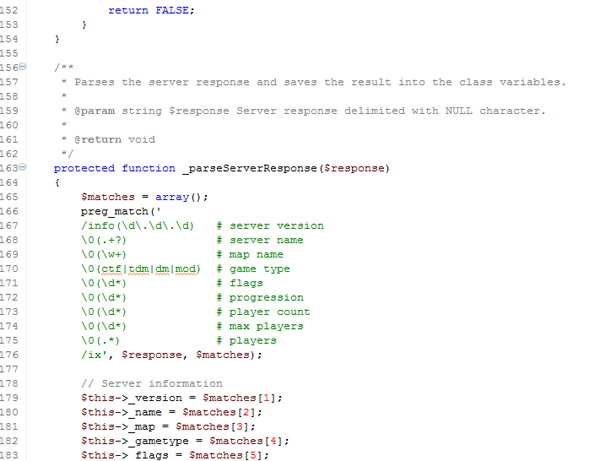 152 return FALSE;
153 }
154 }
155
156 /**
157 * Parses the server response and saves the result into the class variables.
158 *
159 * @param string $response Server response delimited with NULL character.
160 *
161 * @return void
162 */
163 protected function _parseServerResponse($response)
164 {
165 $matches = array();
166 preg_match('
167 /info(\d\.\d\.\d) # server version
168 \0(.+?) # server name
169 \0(\w+) # map name
170 \0(ctf|tdm|dm|mod) # game type
171 \0(\d*) # flags
172 \0(\d*) # progression
173 \0(\d*) # player count
174 \0(\d*) # max players
175 \0(.*) # players
176 /ix', $response, $matches);
177
178 // Server information
179 $this->_version = $matches[1];
180 $this->_name = $matches[2];
181 $this->_map = $matches[3];
182 $this->_gametype = $matches[4];
183 $this->_flags = $matches[5];